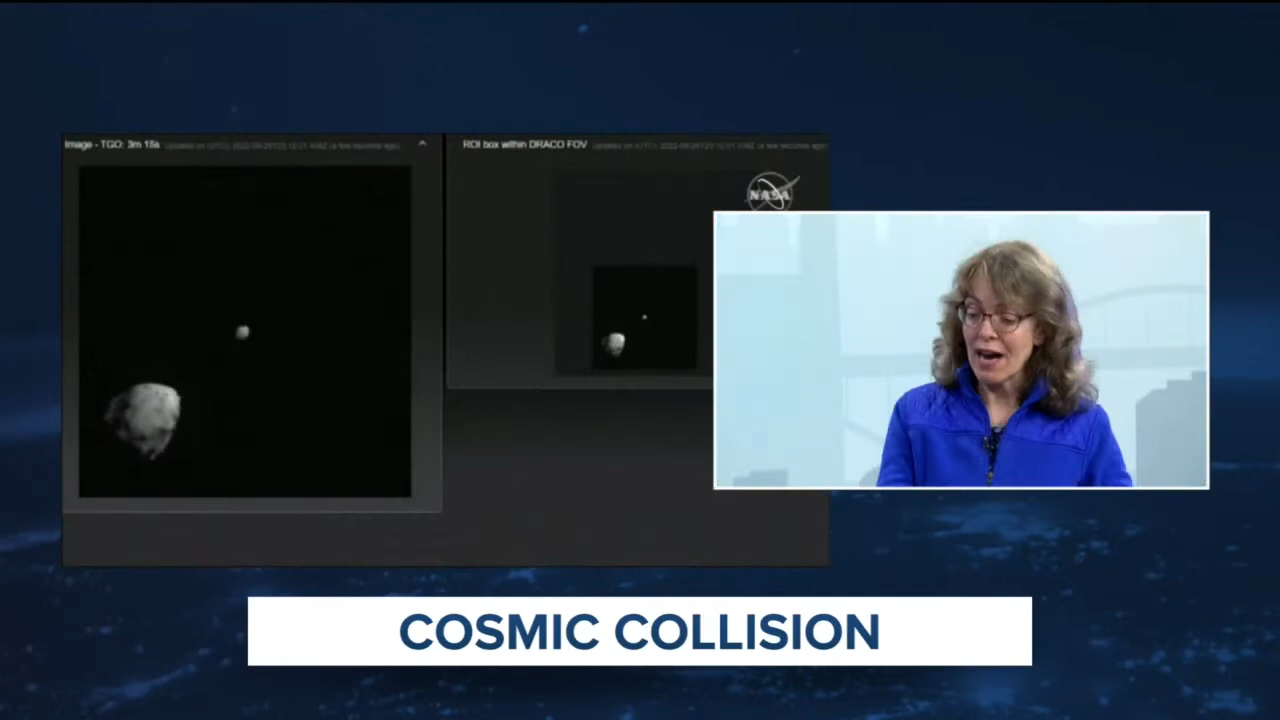 Image - TGO: 3m 15s
ROI box within DRACO FOV
NASA
COSMIC COLLISION